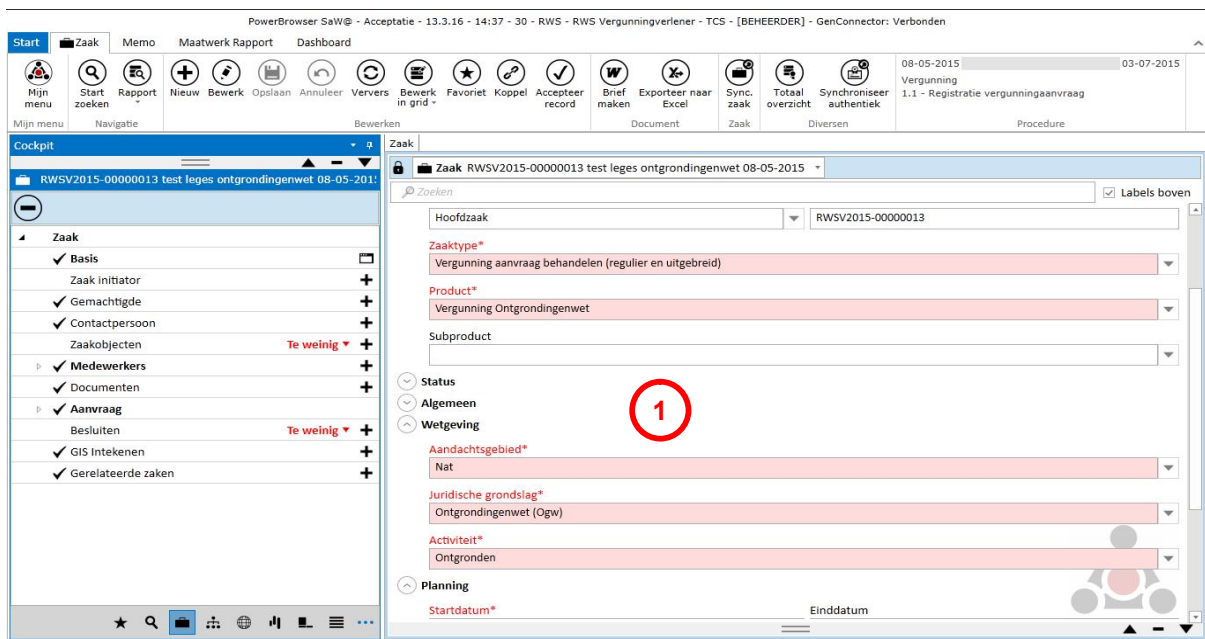 PowerBrowser SaW@ - Acceptatie - 13.3.16 - 14:37 - 30 - RWS - RWS Vergunningverlener - TCS - [BEHEERDER] - GenConnector: Verbonden
Start Zaak Memo Maatwerk Rapport Dashboard
Mijn menu
Start zoeken
Rapport
Nieuw
Bewerk
Opslaan
Annuleer
Ververs
Bewerk in grid
Favoriet
Koppel
Accepteer record
Brief maken
Exporteer naar Excel
Sync. zaak
Totaal overzicht
Synchroniseer authentiek
08-05-2015 03-07-2015
Vergunning
1.1 - Registratie vergunningaanvraag
Mijn menu Navigatie Bewerken Document Zaak Diversen Procedure
Cockpit
RWSV2015-00000013 test leges ontgrondingenwet 08-05-201
Zaak
Basis
Zaak initiator
Gemachtigde
Contactpersoon
Zaakobjecten Te weinig
Medewerkers
Documenten
Aanvraag
Besluiten Te weinig
GIS Intekenen
Gerelateerde zaken
Zaak
Zaak RWSV2015-00000013 test leges ontgrondingenwet 08-05-2015
Zoeken Labels boven
Hoofdzaak RWSV2015-00000013
Zaaktype*
Vergunning aanvraag behandelen (regulier en uitgebreid)
Product*
Vergunning Ontgrondingenwet
Subproduct
Status
Algemeen
1
Wetgeving
Aandachtsgebied*
Nat
Juridische grondslag*
Ontgrondingenwet (Ogw)
Activiteit*
Ontgronden
Planning
Startdatum* Einddatum